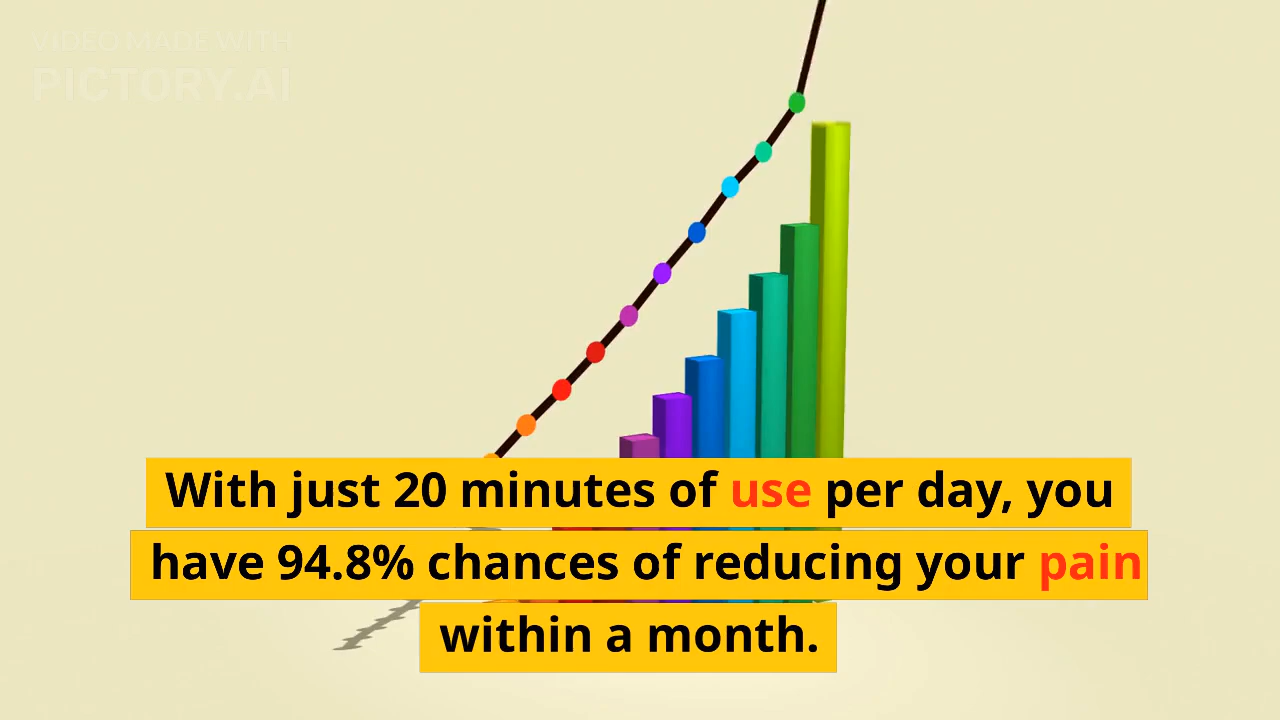 VIDEO MADE WITH
PICTORY.AI
With just 20 minutes of use per day, you
have 94.8% chances of reducing your pain
within a month.